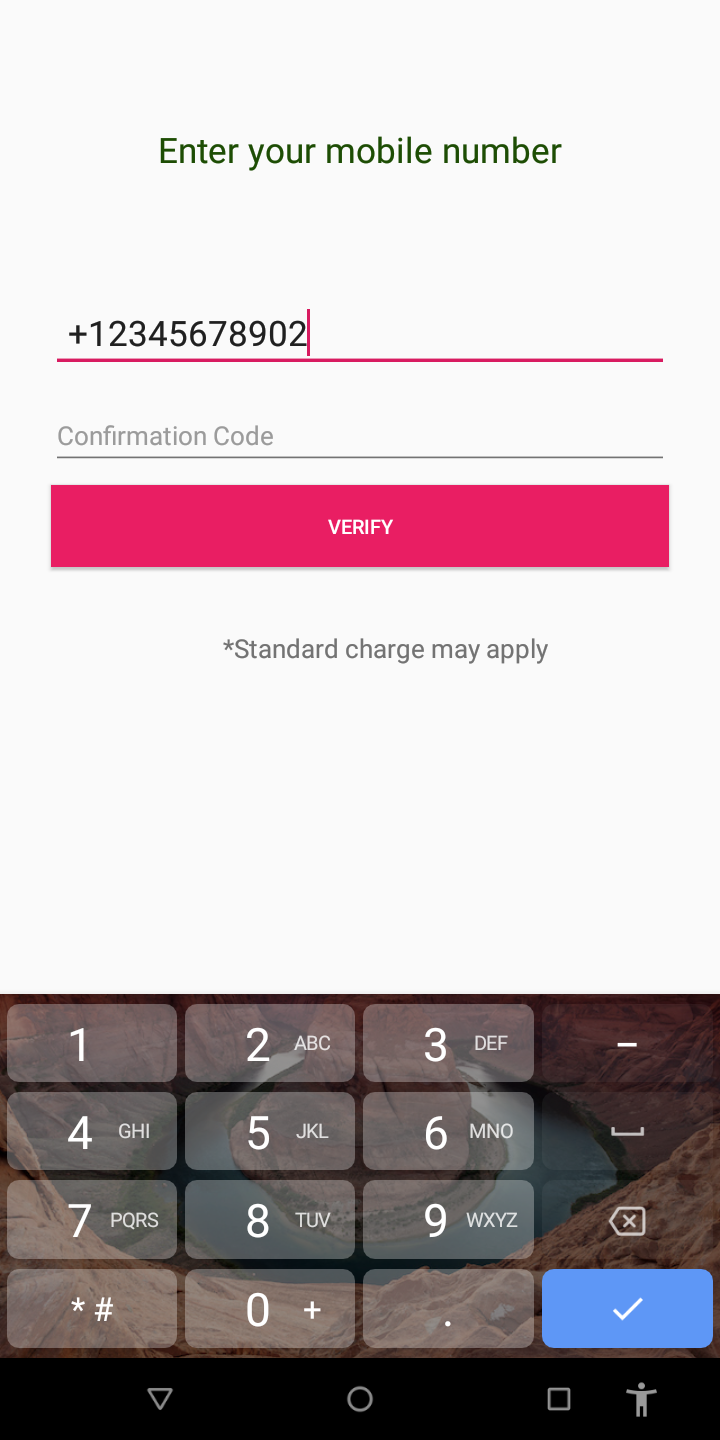 Enter your mobile number
+12345678902
Confirmation Code
VERIFY
*Standard charge may apply
1 2 ABC 3 DEF –
4 GHI 5 JKL 6 MNO
7 PQRS 8 TUV 9 WXYZ
* # 0 + .